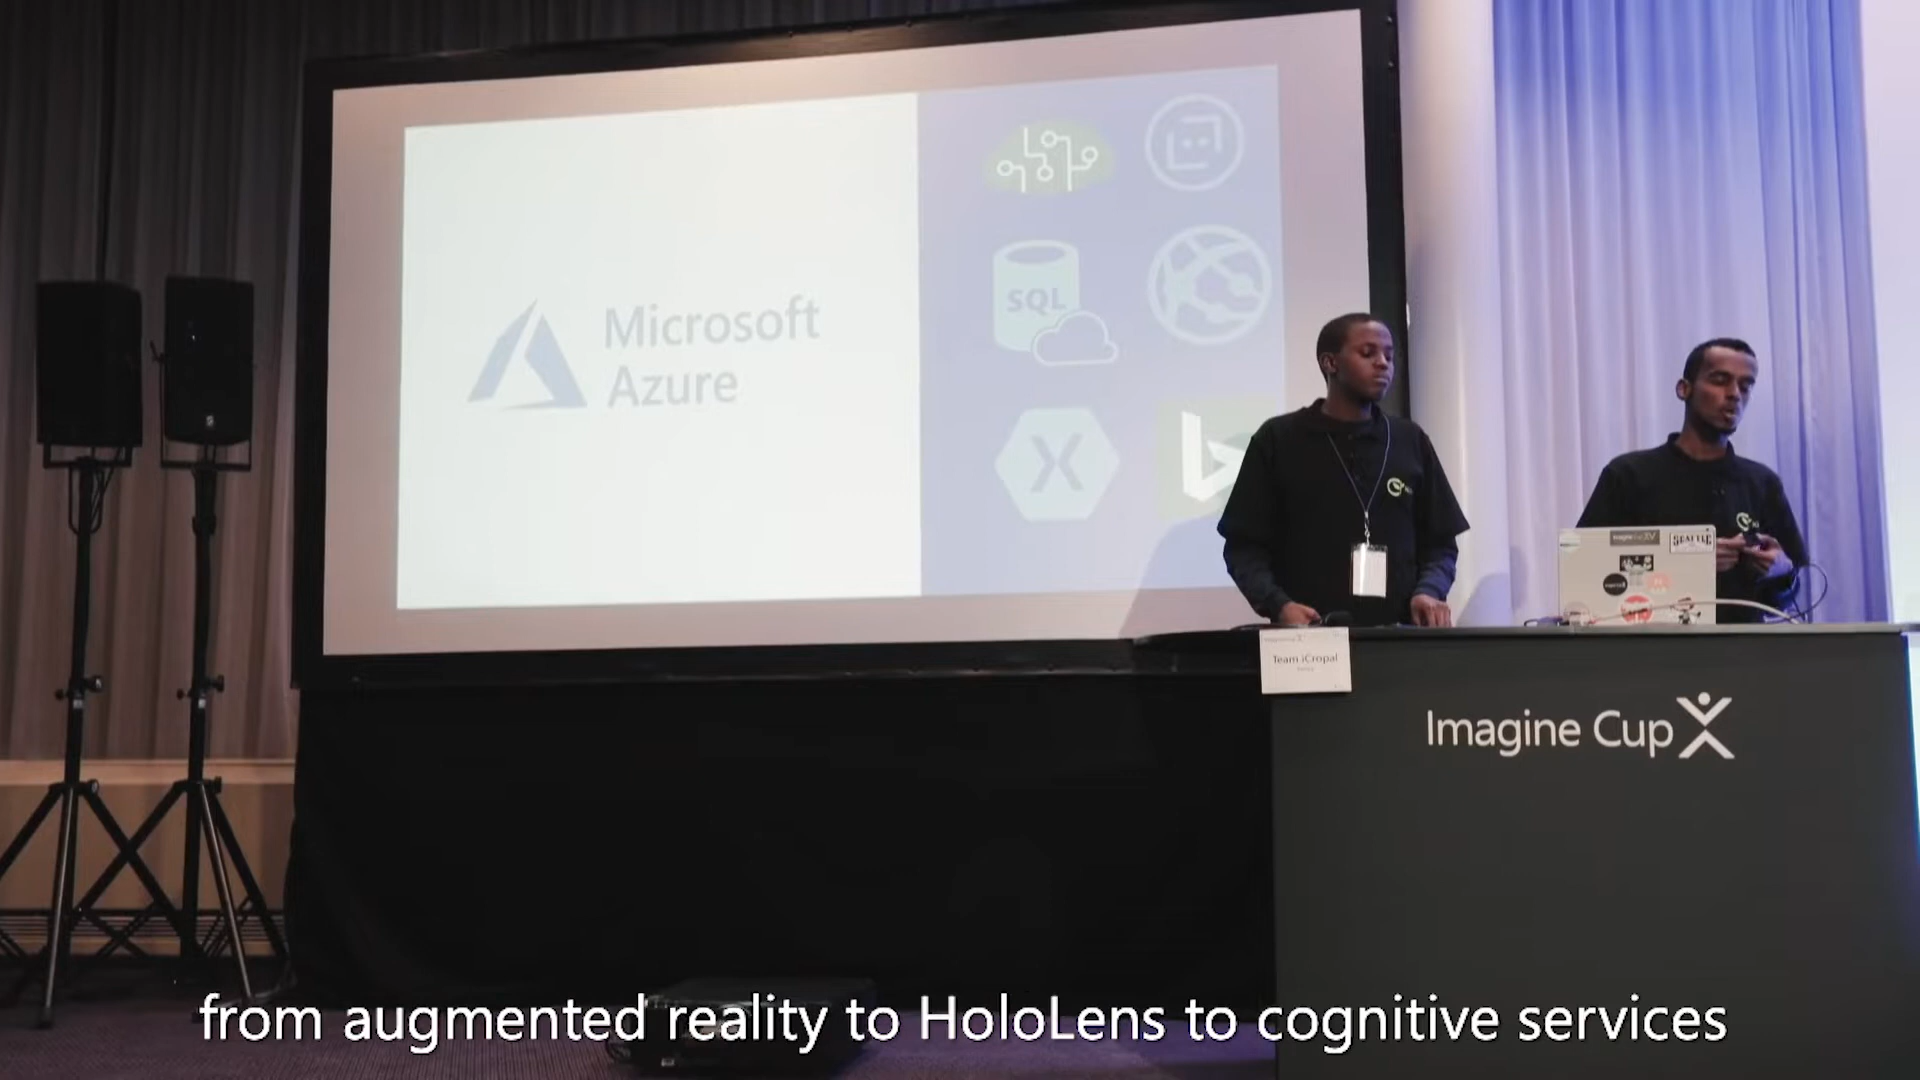 Microsoft
Azure
SQL
SEATTLE
Team iCropal
Imagine Cup
from augmented reality to HoloLens to cognitive services